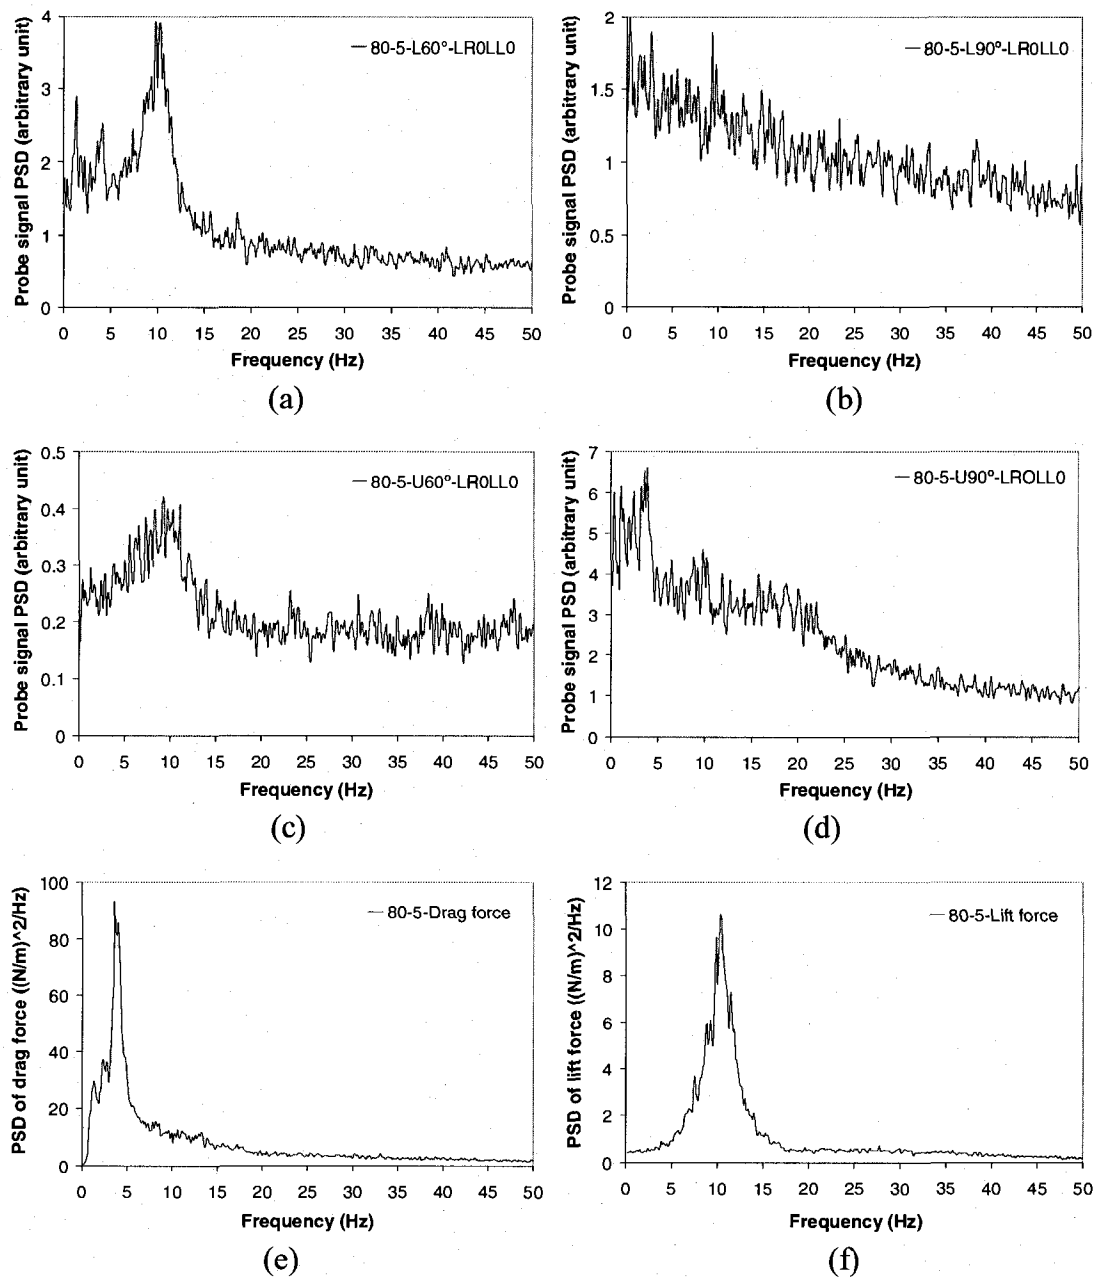 Probe signal PSD (arbitrary unit)
4
3
2
1
0
80-5-L60°-LR0LL0
0 5 10 15 20 25 30 35 40 45 50
Frequency (Hz)
(a)
Probe signal PSD (arbitrary unit)
2
1.5
1
0.5
0
80-5-L90°-LR0LL0
0 5 10 15 20 25 30 35 40 45 50
Frequency (Hz)
(b)
Probe signal PSD (arbitrary unit)
0.5
0.4
0.3
0.2
0.1
0
80-5-U60°-LR0LL0
0 5 10 15 20 25 30 35 40 45 50
Frequency (Hz)
(c)
Probe signal PSD (arbitrary unit)
7
6
5
4
3
2
1
0
80-5-U90°-LROLL0
0 5 10 15 20 25 30 35 40 45 50
Frequency (Hz)
(d)
PSD of drag force ((N/m)^2/Hz)
100
80
60
40
20
0
80-5-Drag force
0 5 10 15 20 25 30 35 40 45 50
Frequency (Hz)
(e)
PSD of lift force ((N/m)^2/Hz)
12
10
8
6
4
2
0
80-5-Lift force
0 5 10 15 20 25 30 35 40 45 50
Frequency (Hz)
(f)